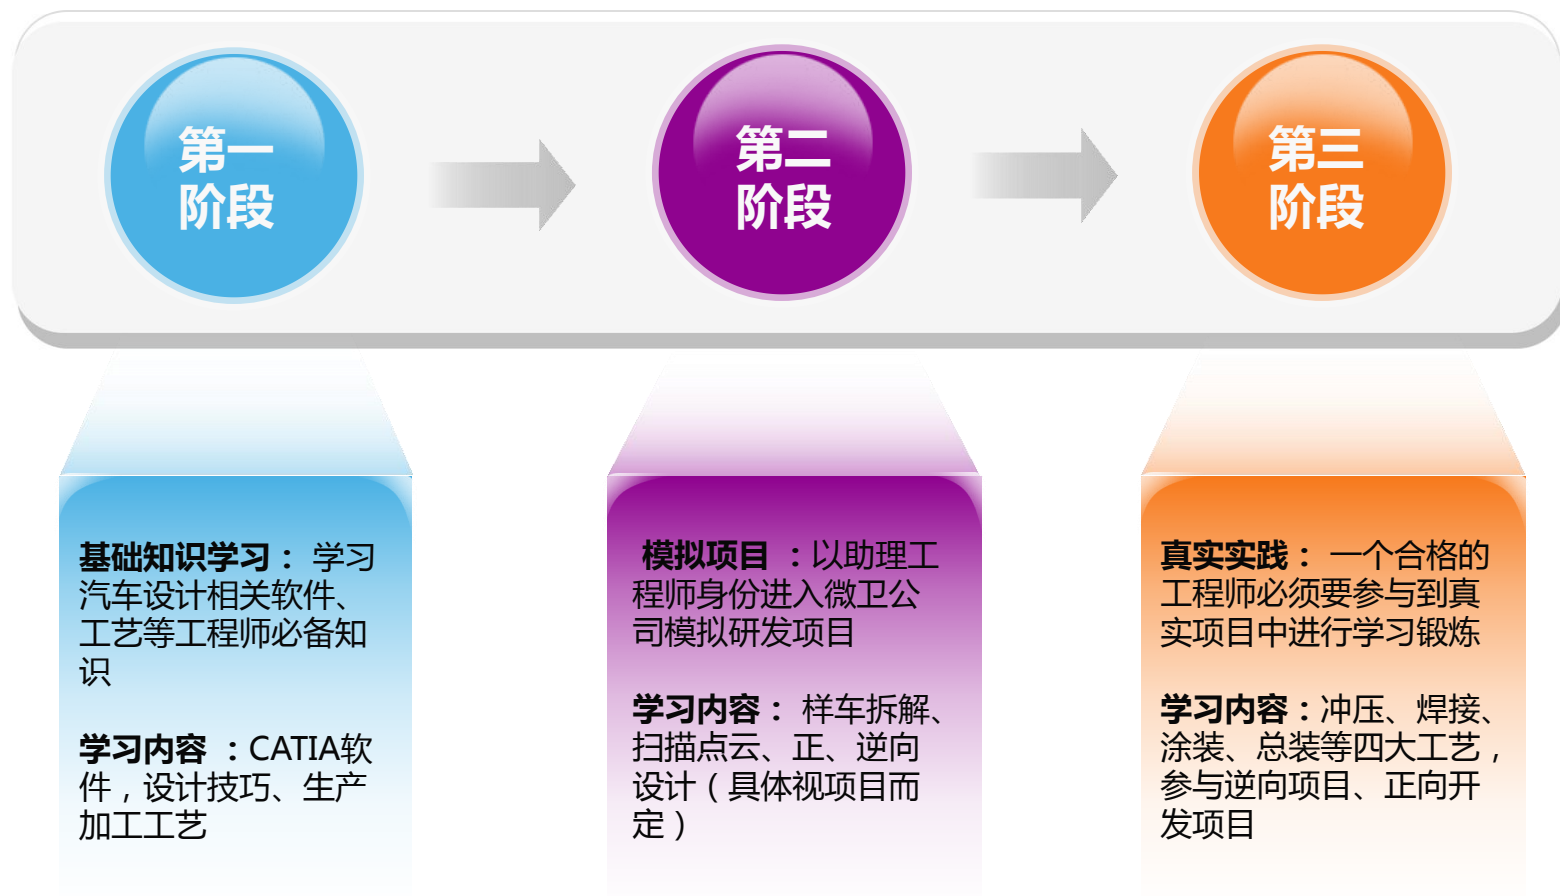 第一
阶段
第二
阶段
第三
阶段
基础知识学习： 学习
汽车设计相关软件、
工艺等工程师必备知
识
学习内容 ：CATIA软
件，设计技巧、生产
加工工艺
模拟项目 ：以助理工
程师身份进入微卫公
司模拟研发项目
学习内容： 样车拆解、
扫描点云、正、逆向
设计（具体视项目而
定）
真实实践： 一个合格的
工程师必须要参与到真
实项目中进行学习锻炼
学习内容：冲压、焊接、
涂装、总装等四大工艺，
参与逆向项目、正向开
发项目